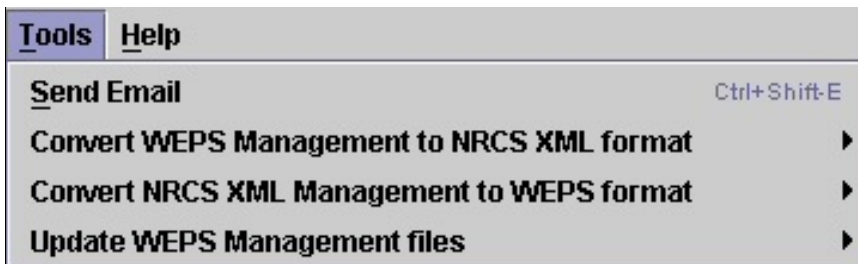 Tools Help
Send Email Ctrl+Shift-E
Convert WEPS Management to NRCS XML format
Convert NRCS XML Management to WEPS format
Update WEPS Management files